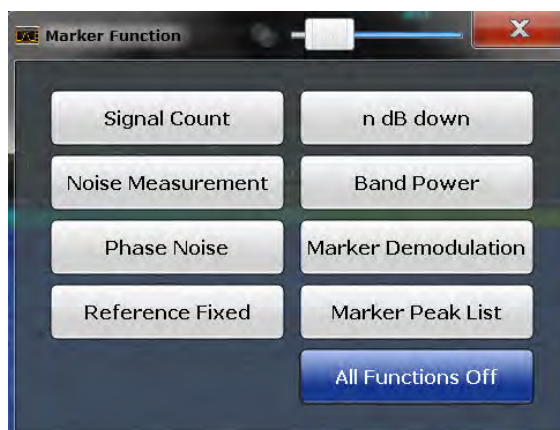 Marker Function
Signal Count
n dB down
Noise Measurement
Band Power
Phase Noise
Marker Demodulation
Reference Fixed
Marker Peak List
All Functions Off